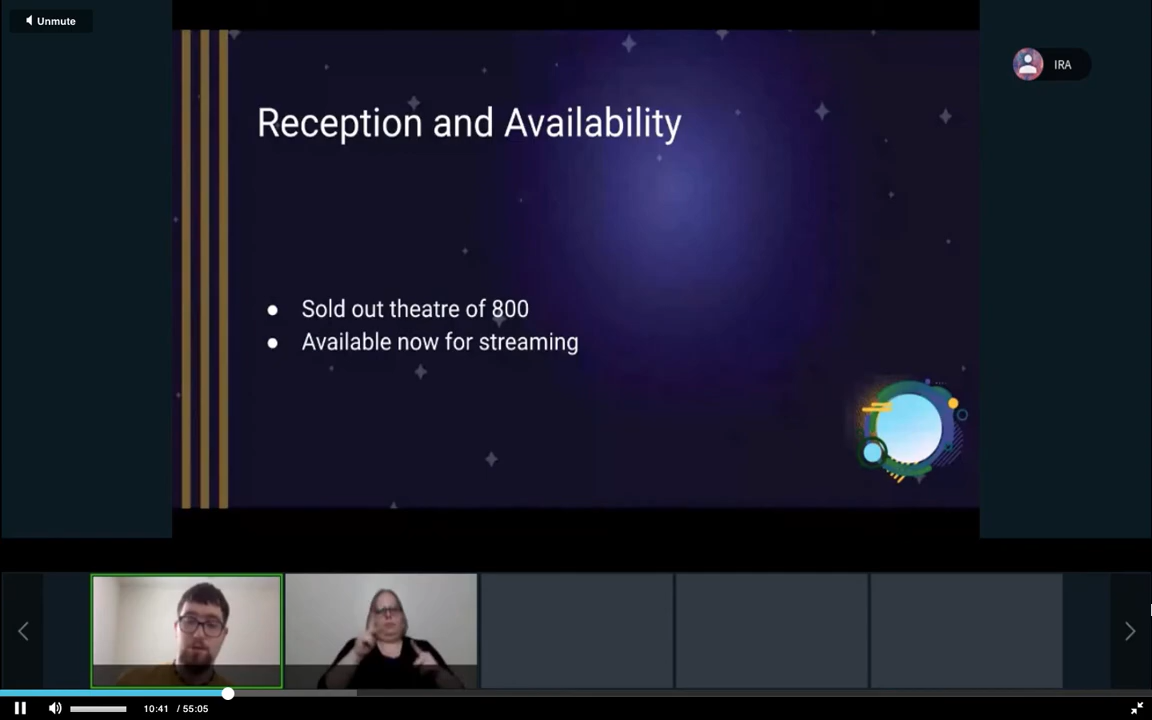 Unmute
IRA
Reception and Availability
● Sold out theatre of 800
● Available now for streaming
10:41 / 55:05